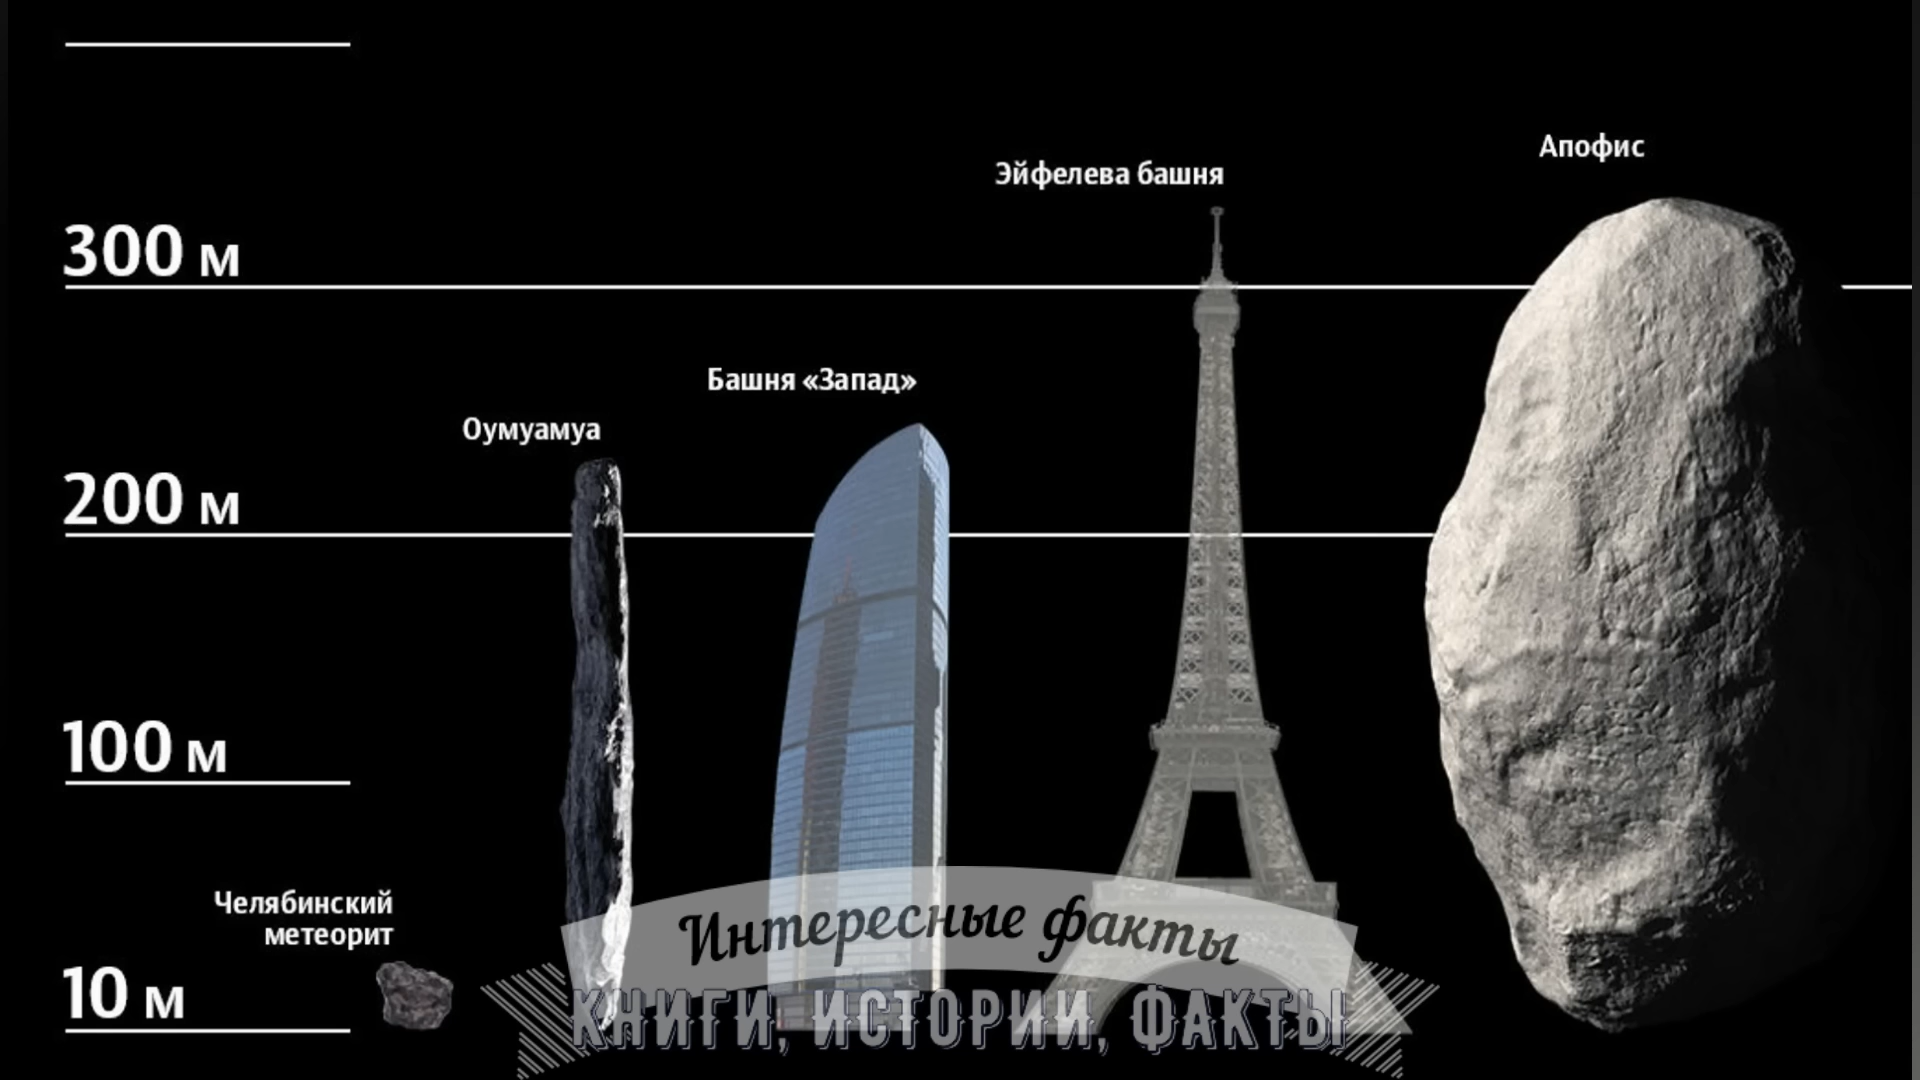 Апофис
Эйфелева башня
300 м
Башня «Запад»
Оумуамуа
200 м
100 м
Челябинский
метеорит
10 м
Интересные факты
КНИГИ, ИСТОРИИ, ФАКТЫ